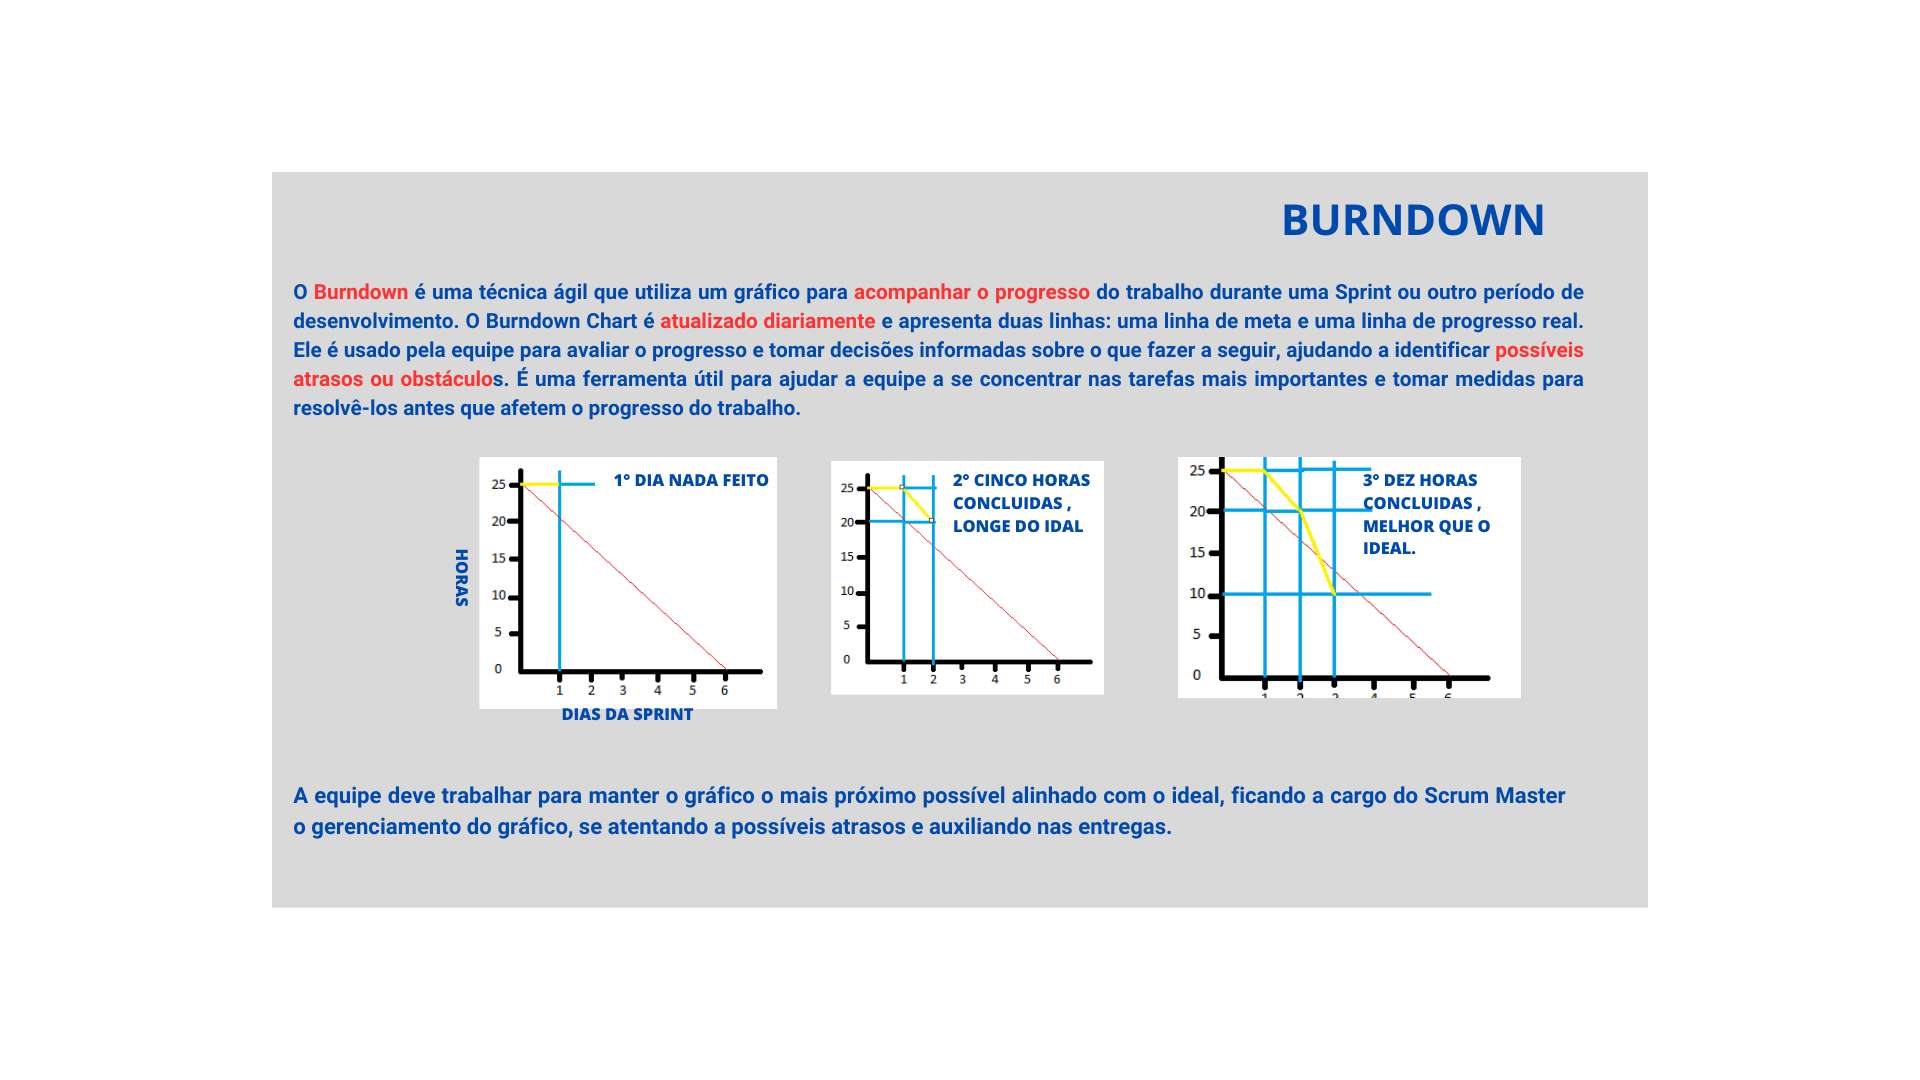 BURNDOWN
O Burndown é uma técnica ágil que utiliza um gráfico para acompanhar o progresso do trabalho durante uma Sprint ou outro período de
desenvolvimento. O Burndown Chart é atualizado diariamente e apresenta duas linhas: uma linha de meta e uma linha de progresso real.
Ele é usado pela equipe para avaliar o progresso e tomar decisões informadas sobre o que fazer a seguir, ajudando a identificar possíveis
atrasos ou obstáculos. É uma ferramenta útil para ajudar a equipe a se concentrar nas tarefas mais importantes e tomar medidas para
resolvê-los antes que afetem o progresso do trabalho.
HORAS
1° DIA NADA FEITO
25
20
15
10
5
0
1 2 3 4 5 6
DIAS DA SPRINT
2° CINCO HORAS
CONCLUIDAS ,
LONGE DO IDAL
25
20
15
10
5
0
1 2 3 4 5 6
3° DEZ HORAS
CONCLUIDAS ,
MELHOR QUE O
IDEAL.
25
20
15
10
5
0
1 2 3 4 5 6
A equipe deve trabalhar para manter o gráfico o mais próximo possível alinhado com o ideal, ficando a cargo do Scrum Master
o gerenciamento do gráfico, se atentando a possíveis atrasos e auxiliando nas entregas.